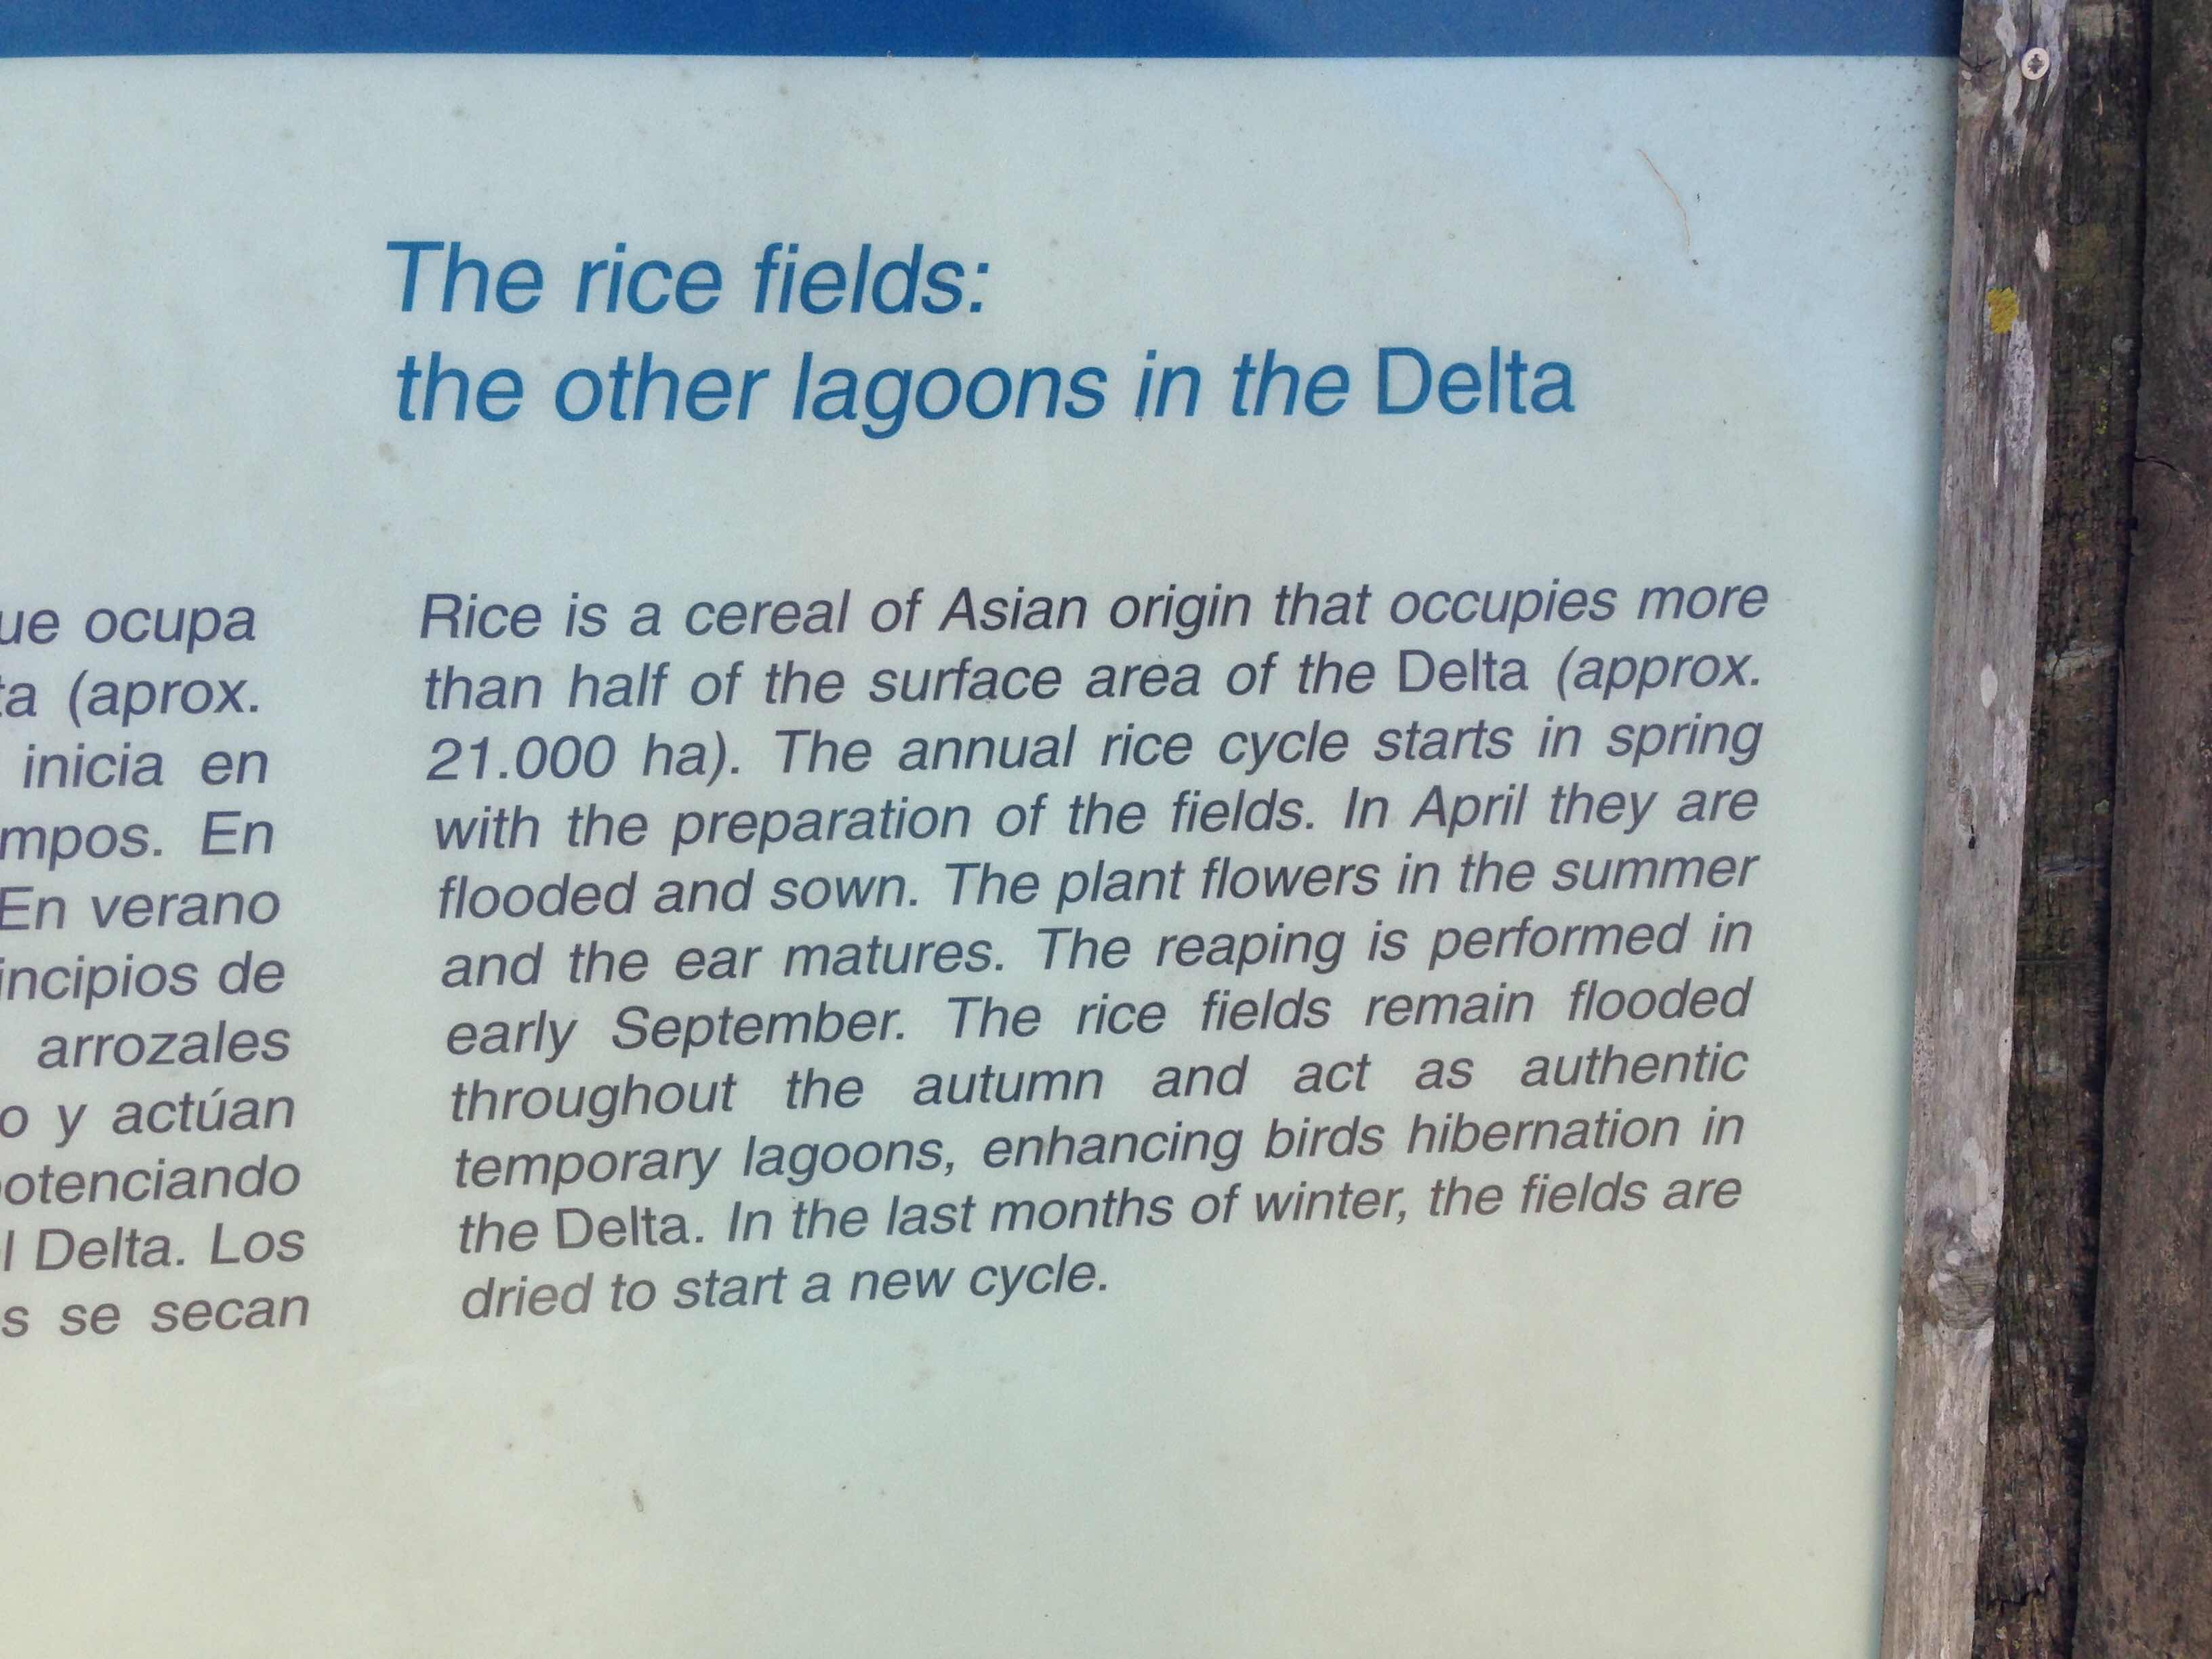 ue ocupa
ta (aprox.
inicia en
mpos. En
En verano
incipios de
arrozales
o y actúan
otenciando
l Delta. Los
s se secan
The rice fields:
the other lagoons in the Delta
Rice is a cereal of Asian origin that occupies more
than half of the surface area of the Delta (approx.
21.000 ha). The annual rice cycle starts in spring
with the preparation of the fields. In April they are
flooded and sown. The plant flowers in the summer
and the ear matures. The reaping is performed in
early September. The rice fields remain flooded
throughout the autumn and act as authentic
temporary lagoons, enhancing birds hibernation in
the Delta. In the last months of winter, the fields are
dried to start a new cycle.